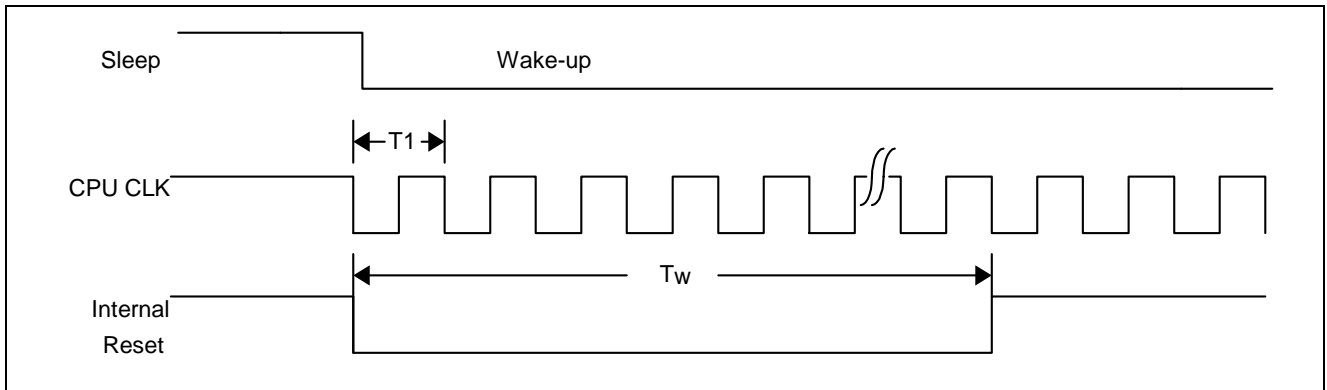 Sleep
Wake-up
T1
CPU CLK
TW
Internal
Reset